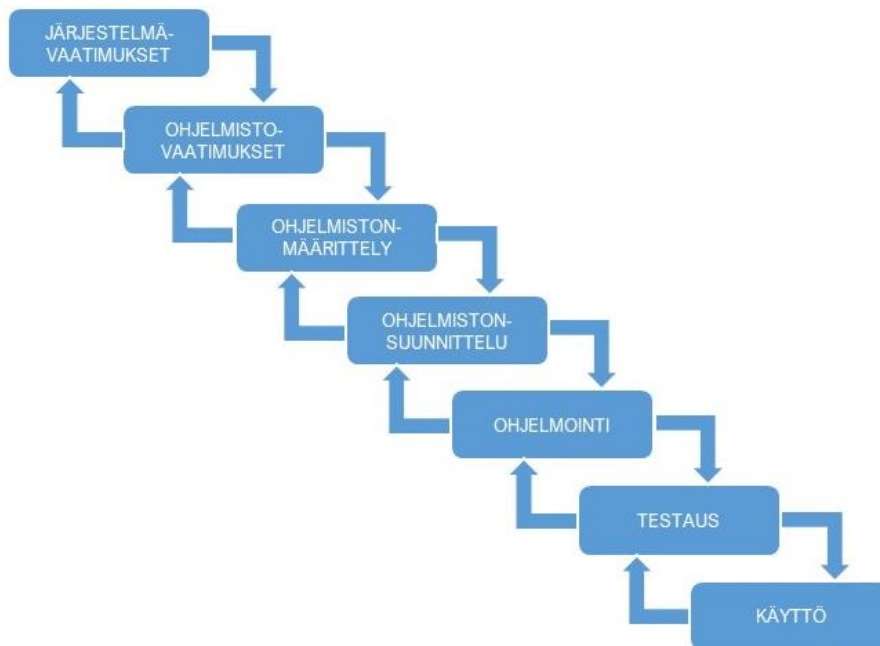 JÄRJESTELMÄ-
VAATIMUKSET
OHJELMISTO-
VAATIMUKSET
OHJELMISTON-
MÄÄRITTELY
OHJELMISTON-
SUUNNITTELU
OHJELMOINTI
TESTAUS
KÄYTTÖ